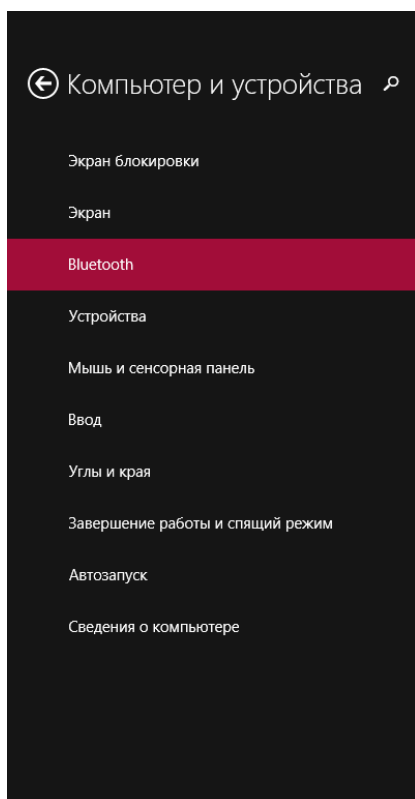 Компьютер и устройства
Экран блокировки
Экран
Bluetooth
Устройства
Мышь и сенсорная панель
Ввод
Углы и края
Завершение работы и спящий режим
Автозапуск
Сведения о компьютере